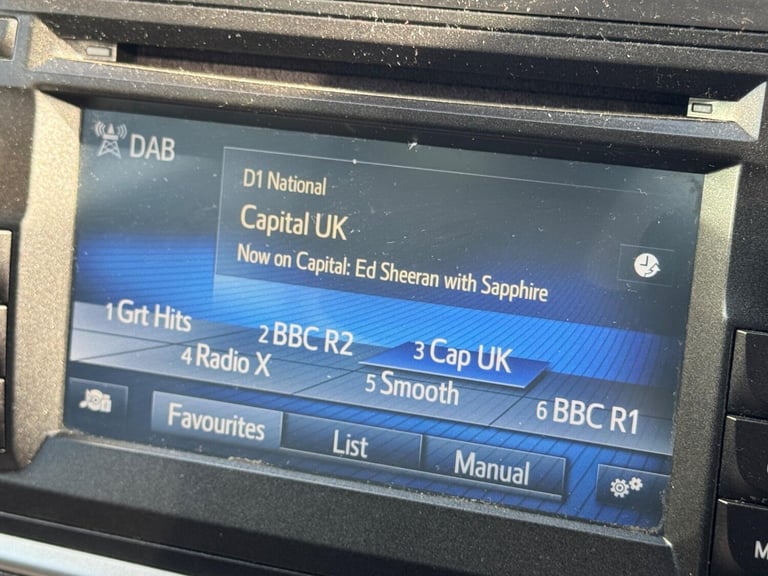 DAB
D1 National
Capital UK
Now on Capital: Ed Sheeran with Sapphire
1 Grt Hits
2 BBC R2
3 Cap UK
4 Radio X
5 Smooth
6 BBC R1
Favourites
List
Manual
M